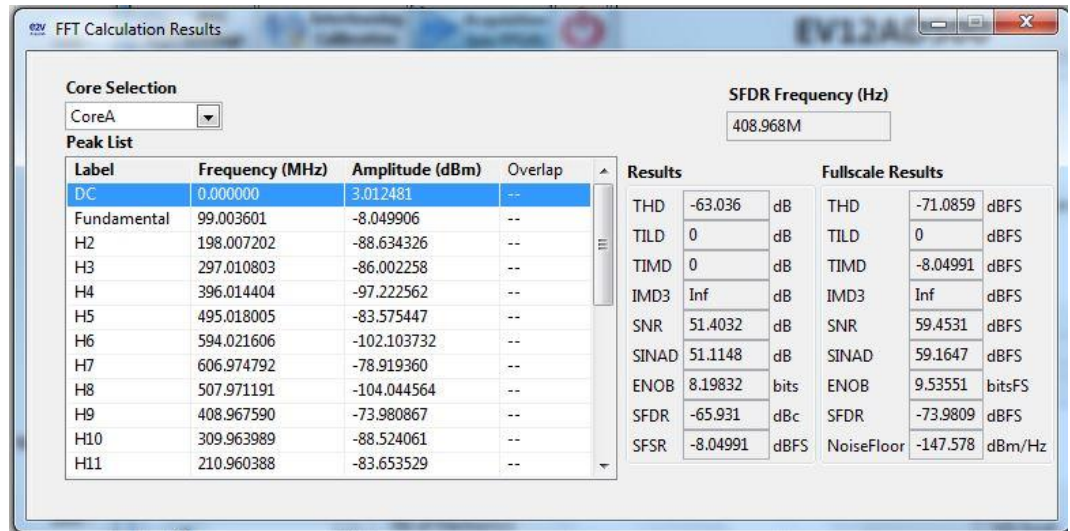 e2v FFT Calculation Results
EV12AD500
Core Selection
CoreA
SFDR Frequency (Hz)
408.968M
Peak List
Label Frequency (MHz) Amplitude (dBm) Overlap
DC 0.000000 3.012481 --
Fundamental 99.003601 -8.049906 --
H2 198.007202 -88.634326 --
H3 297.010803 -86.002258 --
H4 396.014404 -97.222562 --
H5 495.018005 -83.575447 --
H6 594.021606 -102.103732 --
H7 606.974792 -78.919360 --
H8 507.971191 -104.044564 --
H9 408.967590 -73.980867 --
H10 309.963989 -88.524061 --
H11 210.960388 -83.653529 --
Results
THD -63.036 dB
TILD 0 dB
TIMD 0 dB
IMD3 Inf dB
SNR 51.4032 dB
SINAD 51.1148 dB
ENOB 8.19832 bits
SFDR -65.931 dBc
SFSR -8.04991 dBFS
Fullscale Results
THD -71.0859 dBFS
TILD 0 dBFS
TIMD -8.04991 dBFS
IMD3 Inf dBFS
SNR 59.4531 dBFS
SINAD 59.1647 dBFS
ENOB 9.53551 bitsFS
SFDR -73.9809 dBFS
NoiseFloor -147.578 dBm/Hz